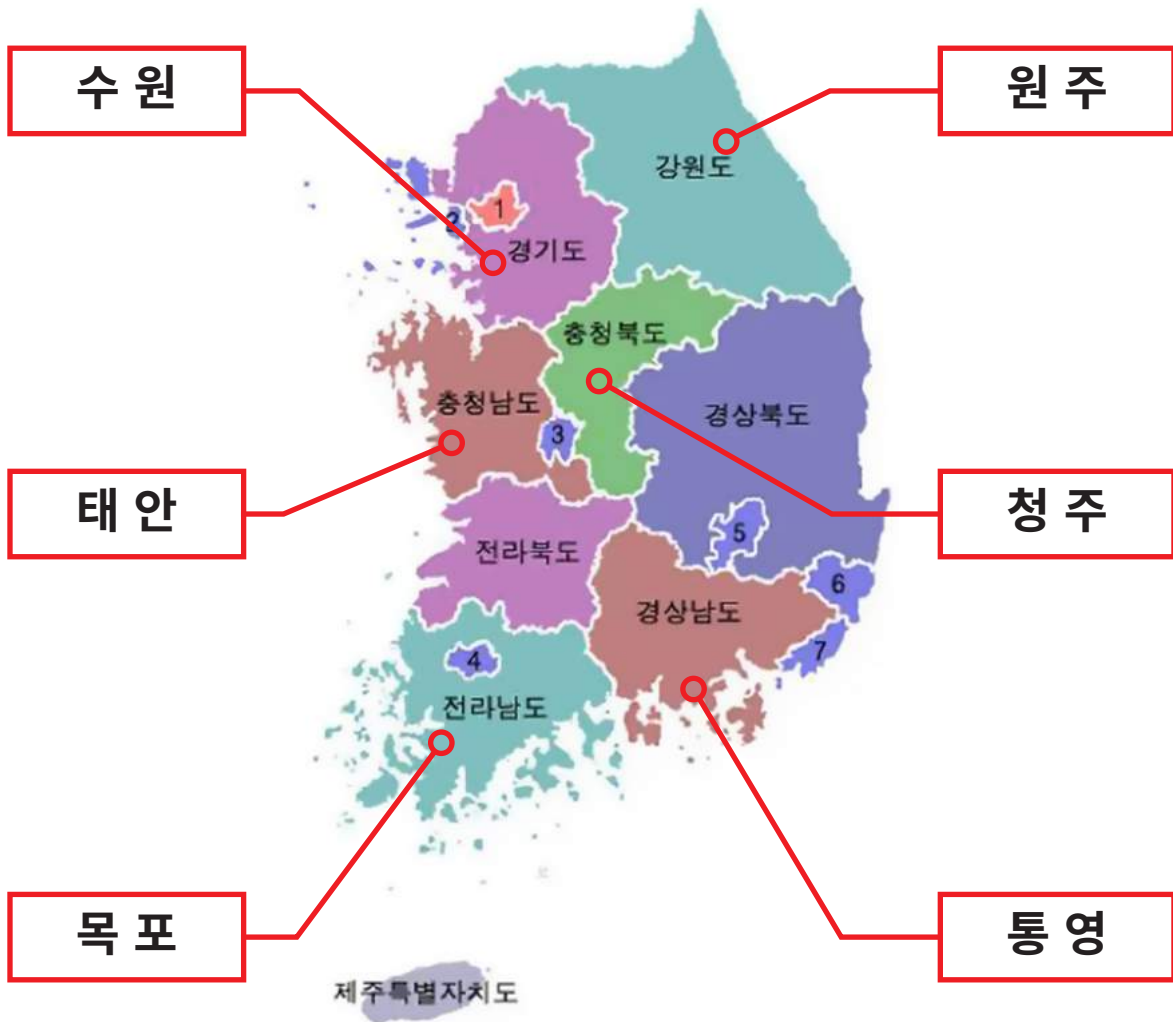 수 원
원 주
강원도
1
2
경기도
충청북도
충청남도
경상북도
3
태 안
청 주
5
전라북도
6
경상남도
7
4
전라남도
목 포
통 영
제주특별자치도